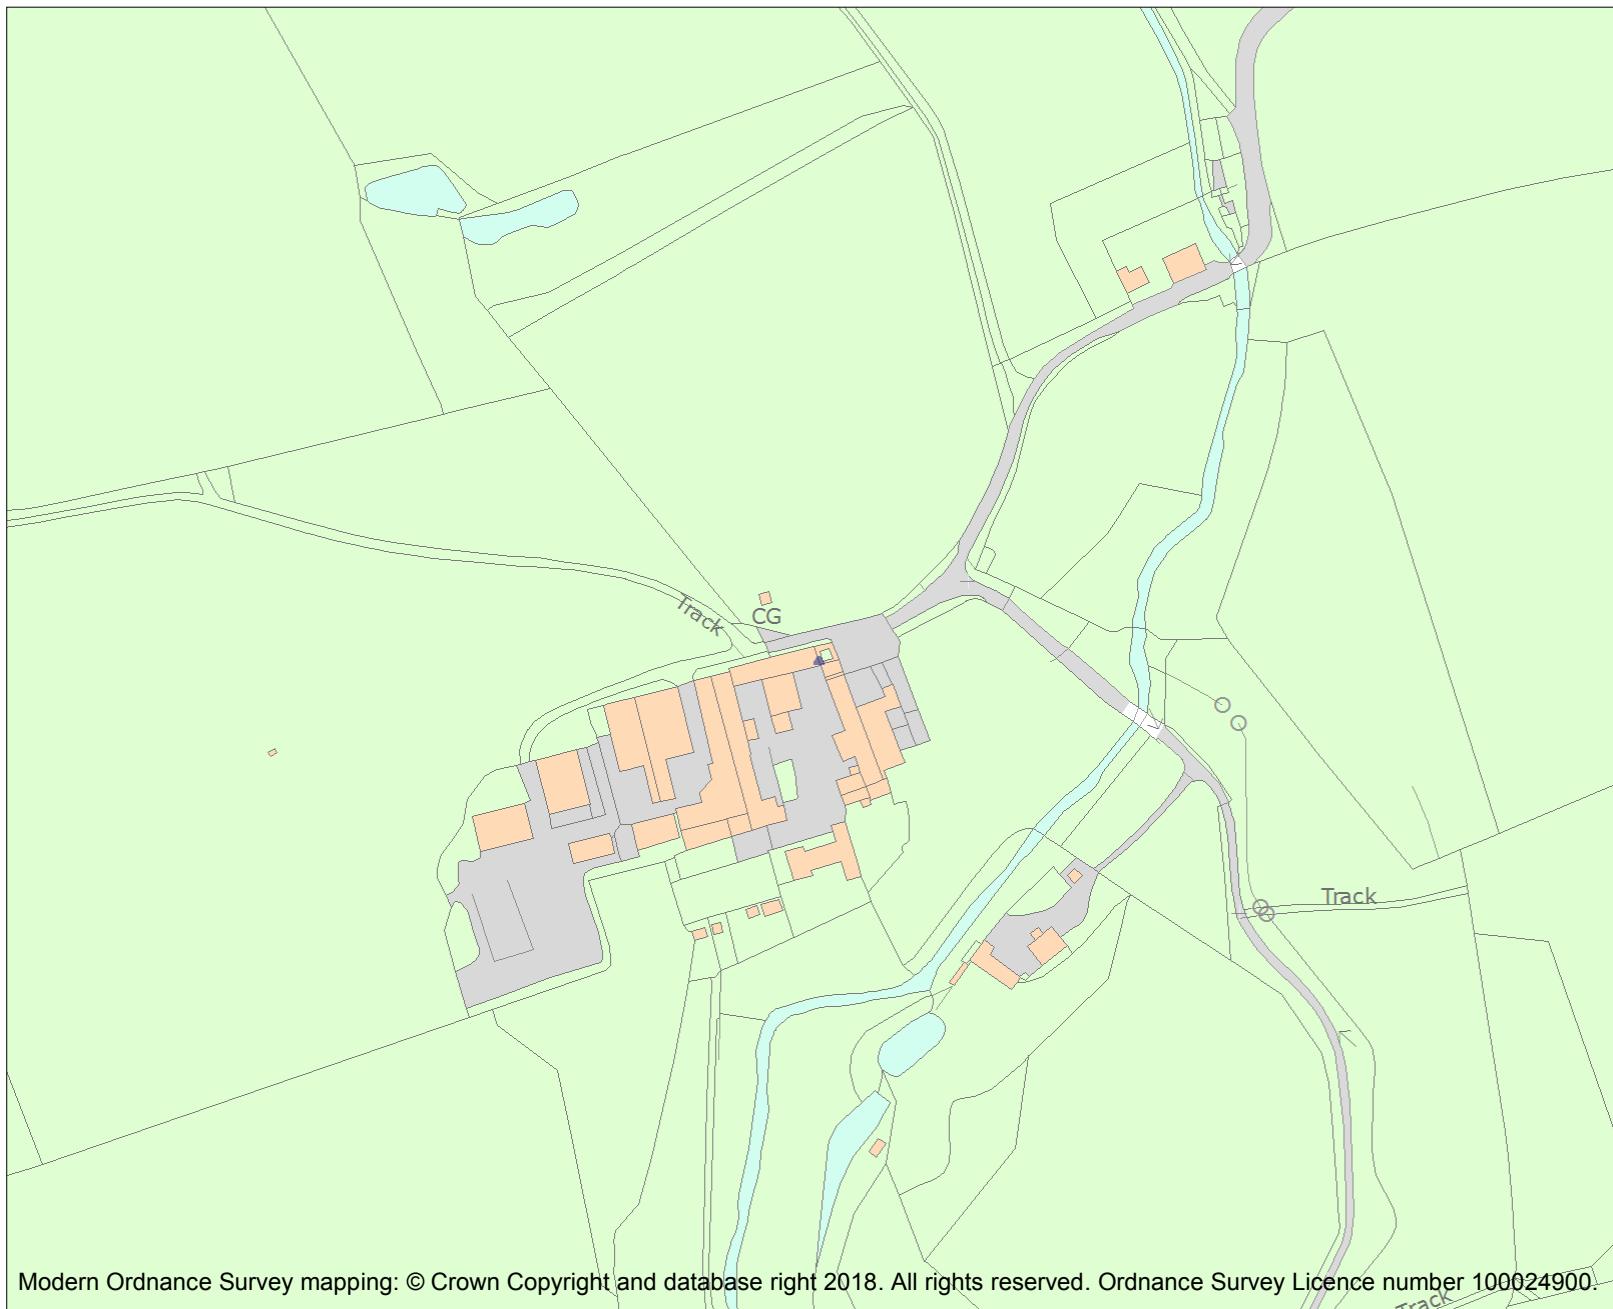 Track
CG
Track
Track
Modern Ordnance Survey mapping: © Crown Copyright and database right 2018. All rights reserved. Ordnance Survey Licence number 100024900.